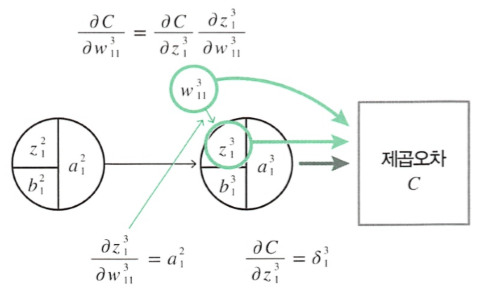 ∂C/∂w³₁₁ = ∂C/∂z³₁ ∂z³₁/∂w³₁₁
w³₁₁
z²₁ a²₁ b²₁
z³₁ a³₁ b³₁
제곱오차
C
∂z³₁/∂w³₁₁ = a²₁
∂C/∂z³₁ = δ³₁